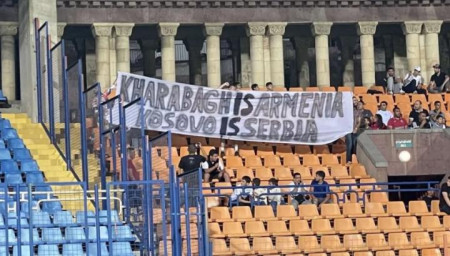 KHARABAGH IS ARMENIA
KOSOVO IS SERBIA